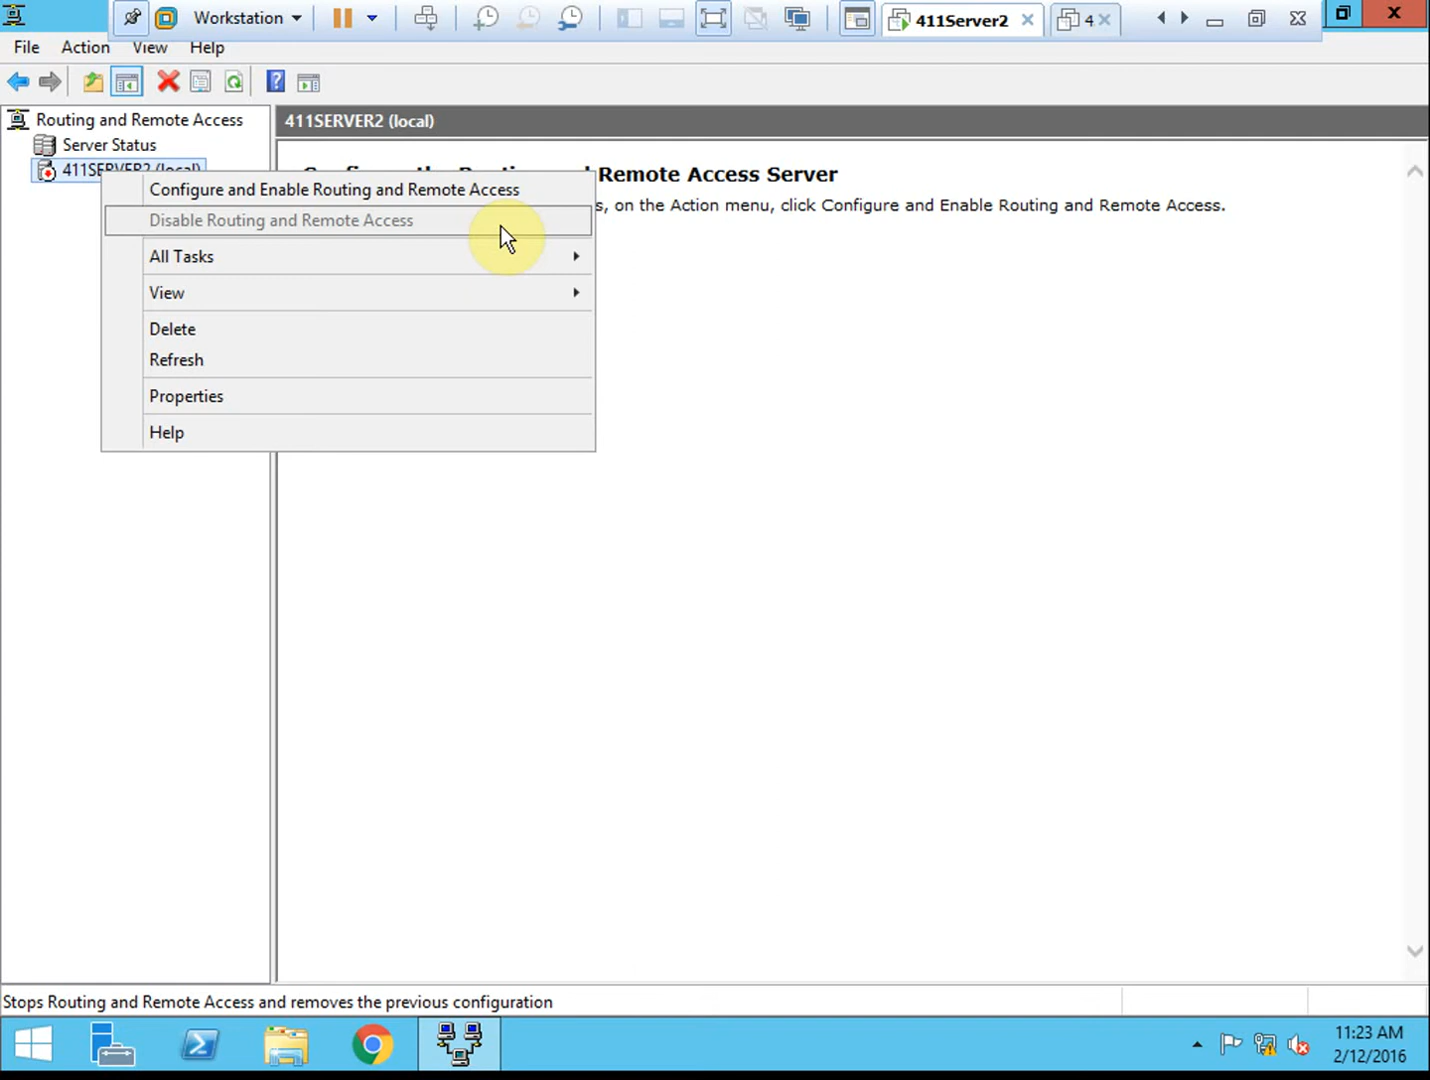 Workstation
411Server2
4
File Action View Help
Routing and Remote Access
Server Status
411SERVER2 (local)
411SERVER2 (local)
Remote Access Server
s, on the Action menu, click Configure and Enable Routing and Remote Access.
Configure and Enable Routing and Remote Access
Disable Routing and Remote Access
All Tasks
View
Delete
Refresh
Properties
Help
Stops Routing and Remote Access and removes the previous configuration
11:23 AM
2/12/2016